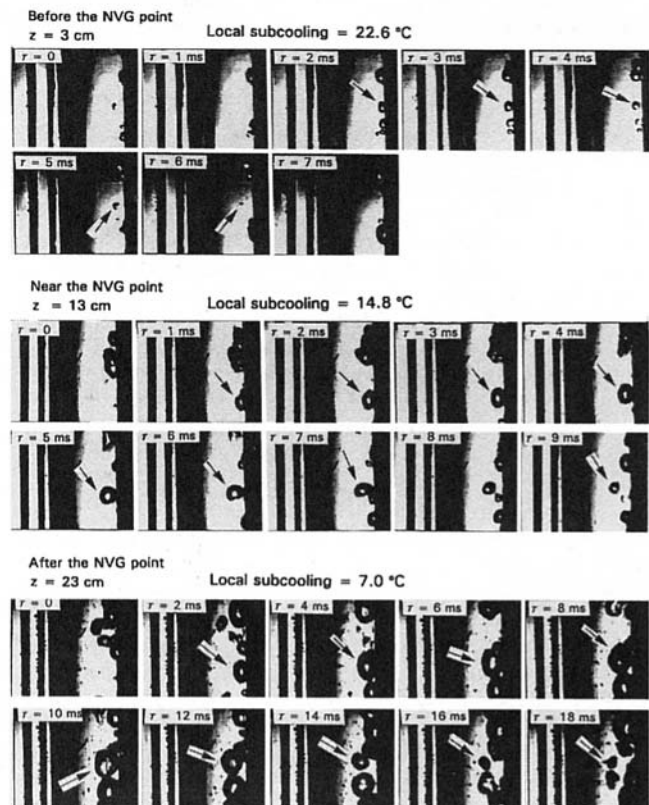 Before the NVG point
z = 3 cm Local subcooling = 22.6 °C
τ = 0 τ = 1 ms τ = 2 ms τ = 3 ms τ = 4 ms
τ = 5 ms τ = 6 ms τ = 7 ms
Near the NVG point
z = 13 cm Local subcooling = 14.8 °C
τ = 0 τ = 1 ms τ = 2 ms τ = 3 ms τ = 4 ms
τ = 5 ms τ = 6 ms τ = 7 ms τ = 8 ms τ = 9 ms
After the NVG point
z = 23 cm Local subcooling = 7.0 °C
τ = 0 τ = 2 ms τ = 4 ms τ = 6 ms τ = 8 ms
τ = 10 ms τ = 12 ms τ = 14 ms τ = 16 ms τ = 18 ms